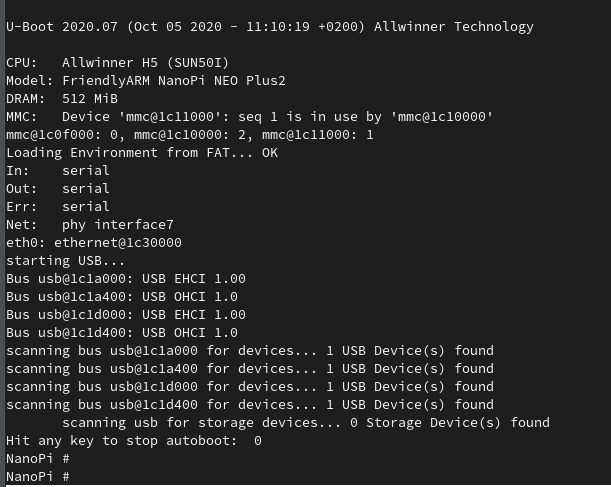 U-Boot 2020.07 (Oct 05 2020 - 11:10:19 +0200) Allwinner Technology
CPU:   Allwinner H5 (SUN50I)
Model: FriendlyARM NanoPi NEO Plus2
DRAM:  512 MiB
MMC:   Device 'mmc@1c11000': seq 1 is in use by 'mmc@1c10000'
mmc@1c0f000: 0, mmc@1c10000: 2, mmc@1c11000: 1
Loading Environment from FAT... OK
In:    serial
Out:   serial
Err:   serial
Net:   phy interface7
eth0: ethernet@1c30000
starting USB...
Bus usb@1c1a000: USB EHCI 1.00
Bus usb@1c1a400: USB OHCI 1.0
Bus usb@1c1d000: USB EHCI 1.00
Bus usb@1c1d400: USB OHCI 1.0
scanning bus usb@1c1a000 for devices... 1 USB Device(s) found
scanning bus usb@1c1a400 for devices... 1 USB Device(s) found
scanning bus usb@1c1d000 for devices... 1 USB Device(s) found
scanning bus usb@1c1d400 for devices... 1 USB Device(s) found
       scanning usb for storage devices... 0 Storage Device(s) found
Hit any key to stop autoboot:  0
NanoPi #
NanoPi #